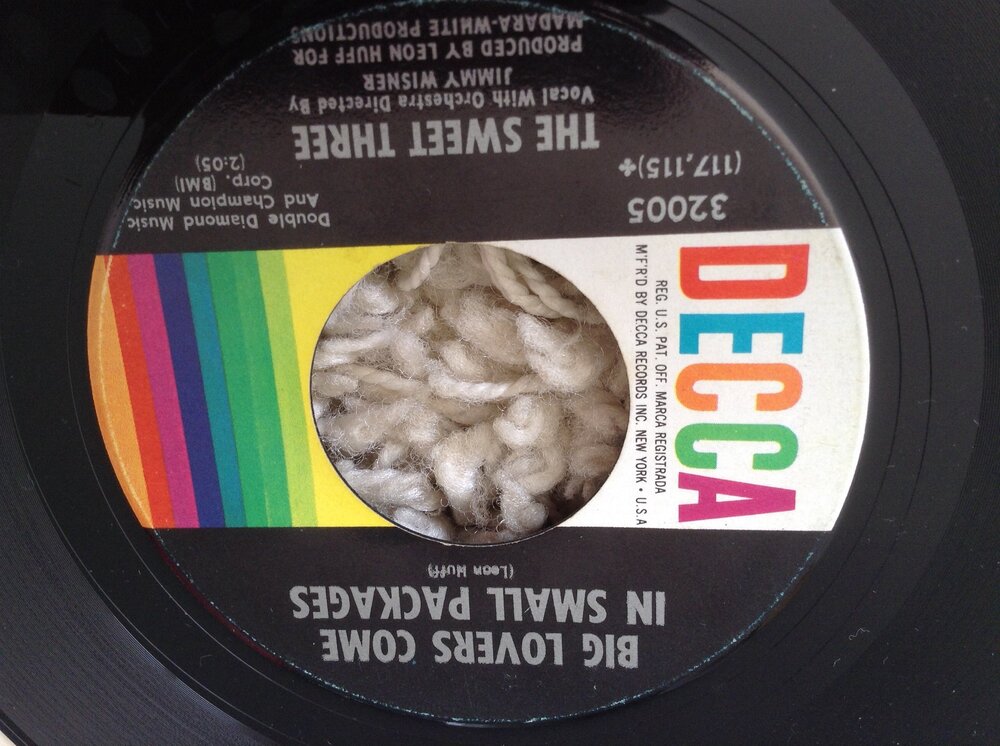 BIG LOVERS COME
IN SMALL PACKAGES
(Leon Huff)
DECCA
REG. U.S. PAT. OFF. MARCA REGISTRADA
M'F'R'D BY DECCA RECORDS INC. NEW YORK • U.S.A
32005
(117,115)✤
Double Diamond Music
And Champion Music
Corp. (BMI)
(2:05)
THE SWEET THREE
Vocal With Orchestra Directed By
JIMMY WISNER
PRODUCED BY LEON HUFF FOR
MADARA-WHITE PRODUCTIONS